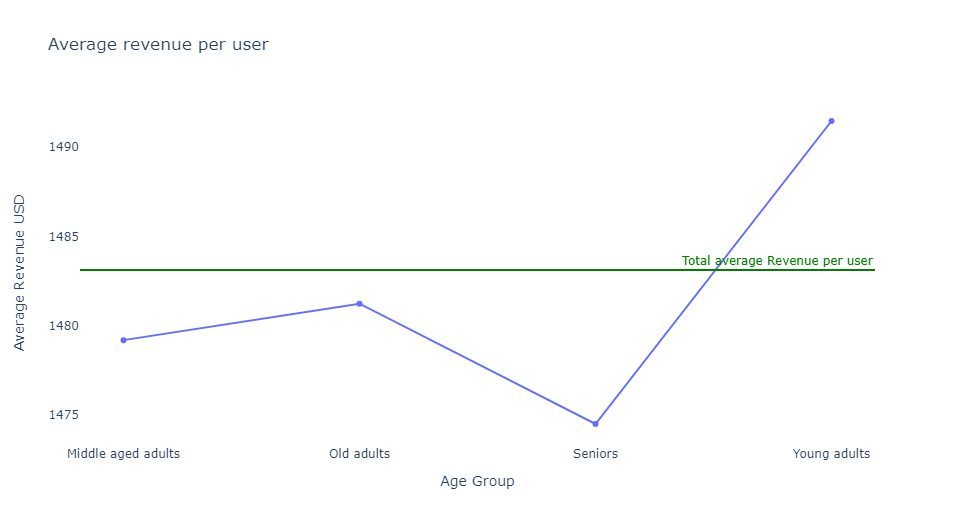 Average revenue per user
1490
1485
1480
1475
Average Revenue USD
Total average Revenue per user
Middle aged adults
Old adults
Seniors
Young adults
Age Group